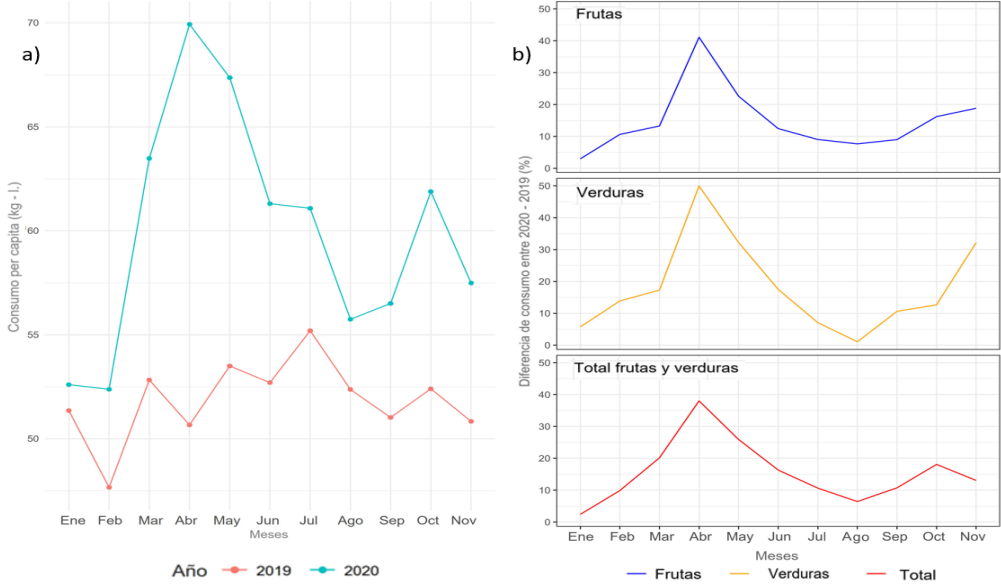 a)
Consumo per capita (kg - l.)
70
65
60
55
50
Ene Feb Mar Abr May Jun Jul Ago Sep Oct Nov
Meses
Año 2019 2020
b)
Diferencia de consumo entre 2020 - 2019 (%)
Frutas
50
40
30
20
10
0
Verduras
50
40
30
20
10
0
Total frutas y verduras
50
40
30
20
10
0
Ene Feb Mar Abr May Jun Jul Ago Sep Oct Nov
Meses
Frutas Verduras Total